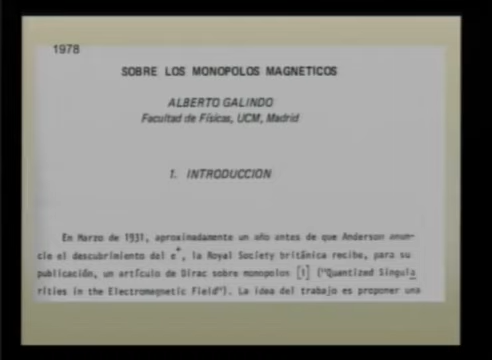 1978
SOBRE LOS MONOPOLOS MAGNETICOS
ALBERTO GALINDO
Facultad de Físicas, UCM, Madrid
1. INTRODUCCION
En Marzo de 1931, aproximadamente un año antes de que Anderson anun-
cie el descubrimiento del e⁺, la Royal Society británica recibe, para su
publicación, un artículo de Dirac sobre monopolos [1] ("Quantized Singula
rities in the Electromagnetic Field"). La idea del trabajo es proponer una